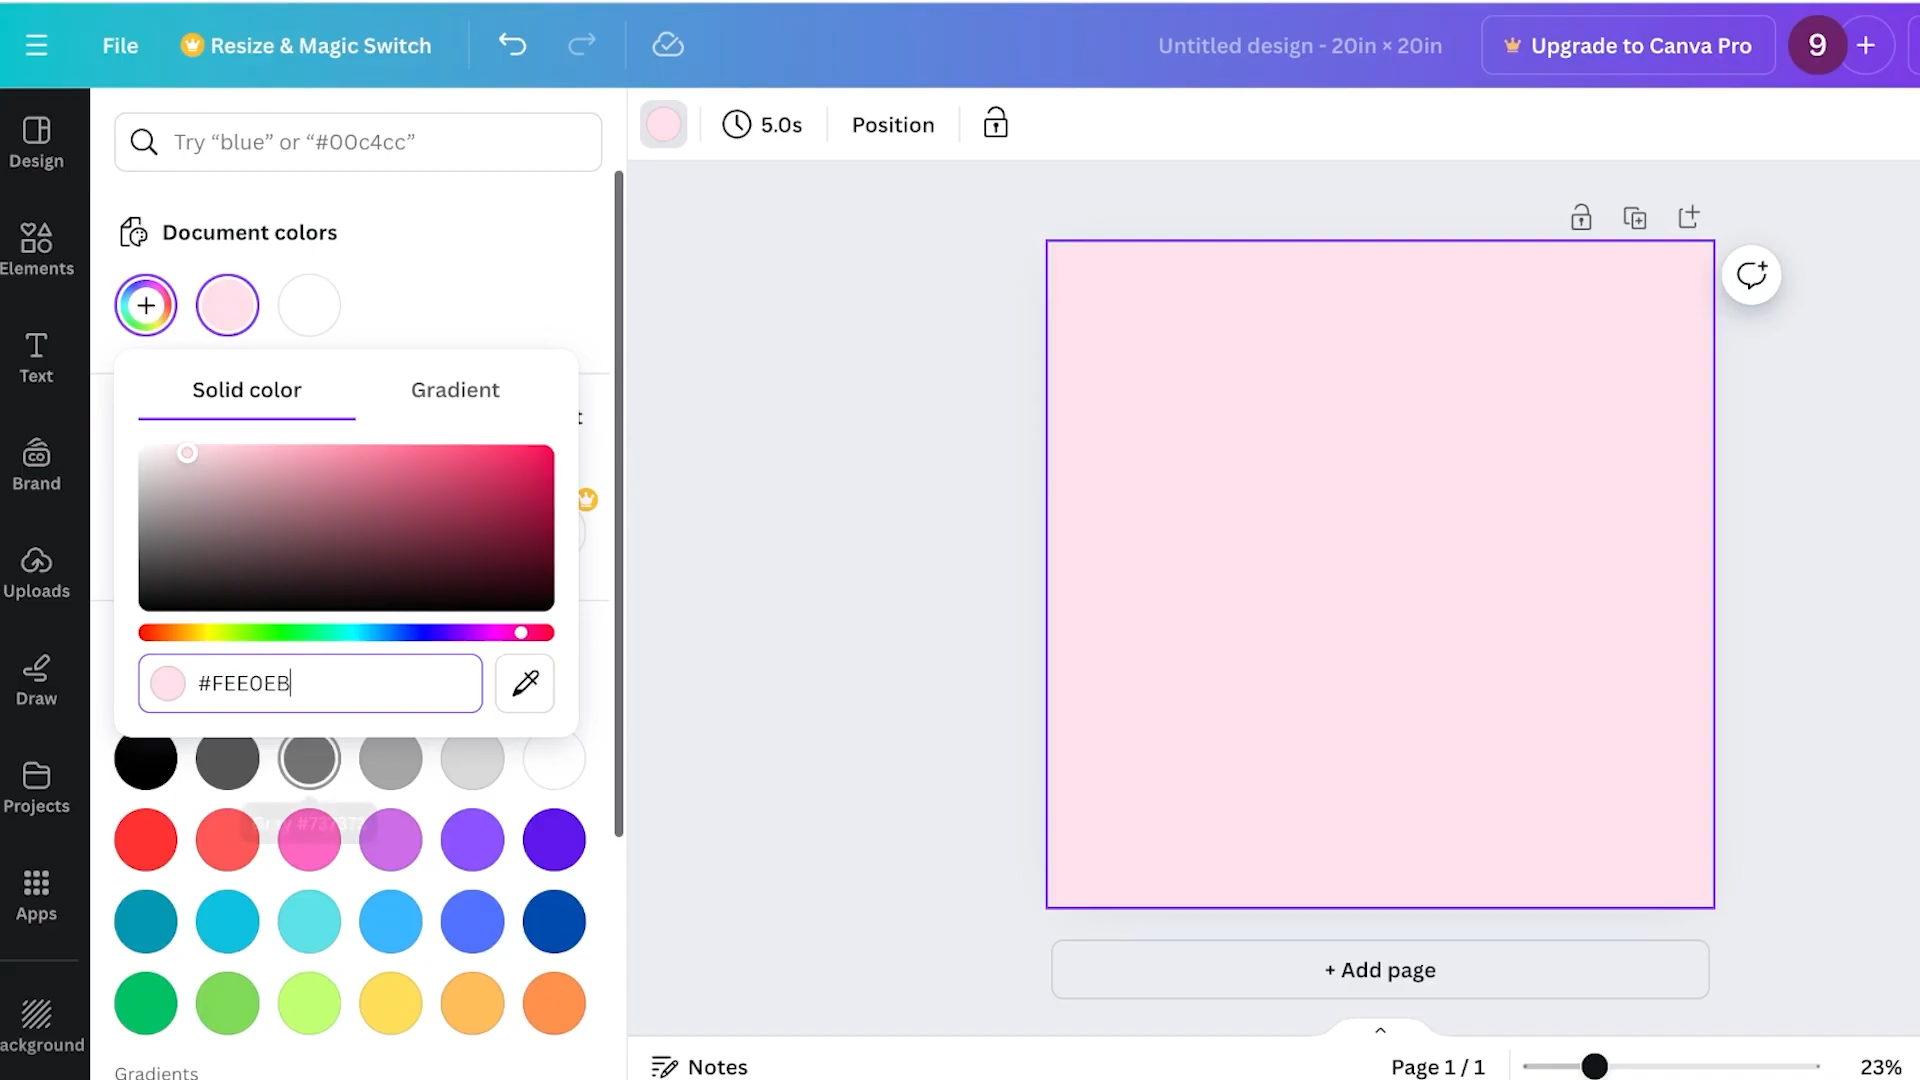 File
Resize & Magic Switch
Untitled design - 20in × 20in
Upgrade to Canva Pro
9
Design
Elements
Text
Brand
Uploads
Draw
Projects
Apps
ackground
Try “blue” or “#00c4cc”
Document colors
Solid color
Gradient
t
#FEE0EB
Gray #737373
Gradients
5.0s
Position
+ Add page
Notes
Page 1 / 1
23%